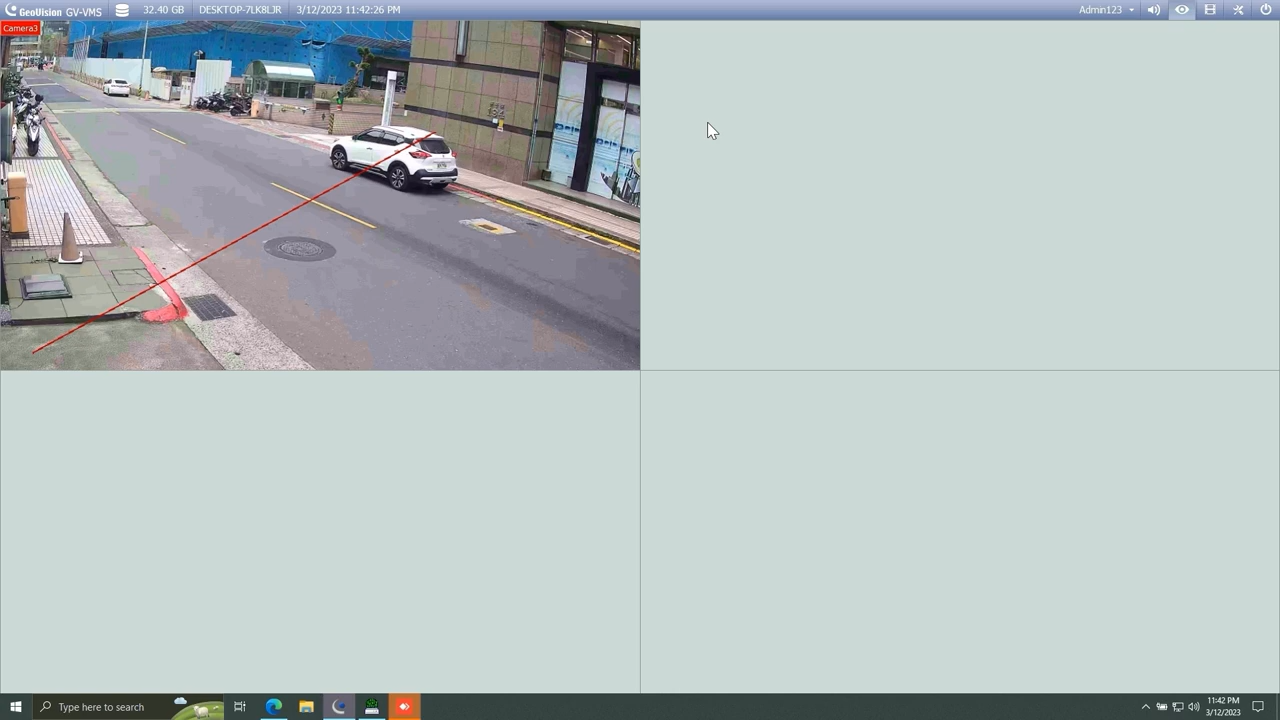 GeoVision GV-VMS 32.40 GB DESKTOP-7LK8LJR 3/12/2023 11:42:26 PM Admin123
Camera3
Type here to search
11:42 PM
3/12/2023